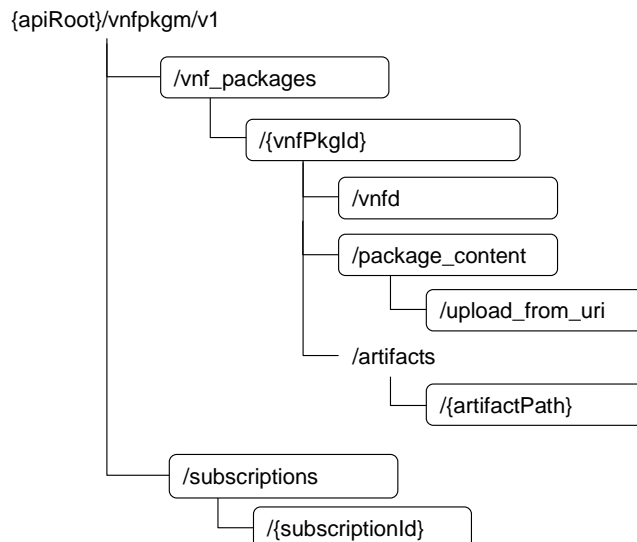 {apiRoot}/vnfpkgm/v1
/vnf_packages
/{vnfPkgId}
/vnfd
/package_content
/upload_from_uri
/artifacts
/{artifactPath}
/subscriptions
/{subscriptionId}